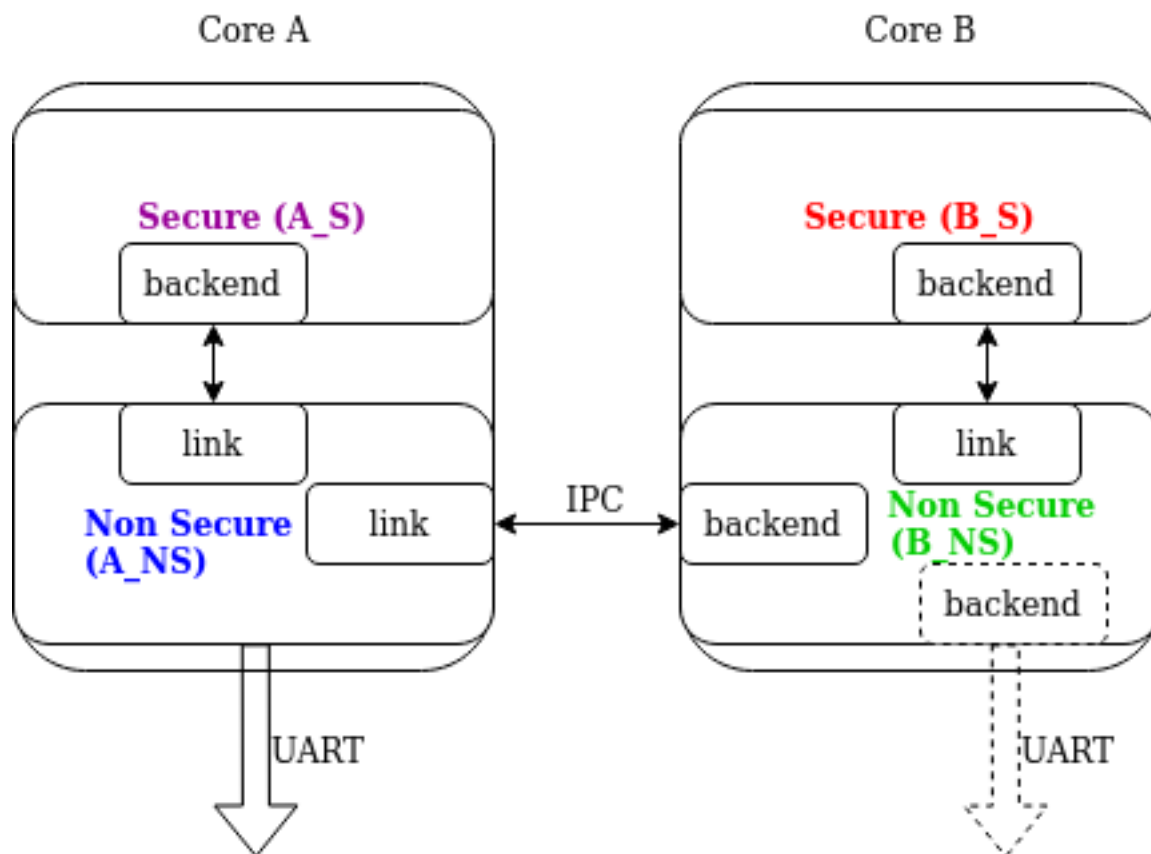 Core A
Core B
Secure (A_S)
backend
link
Non Secure
(A_NS)
link
UART
IPC
Secure (B_S)
backend
link
backend
Non Secure
(B_NS)
backend
UART